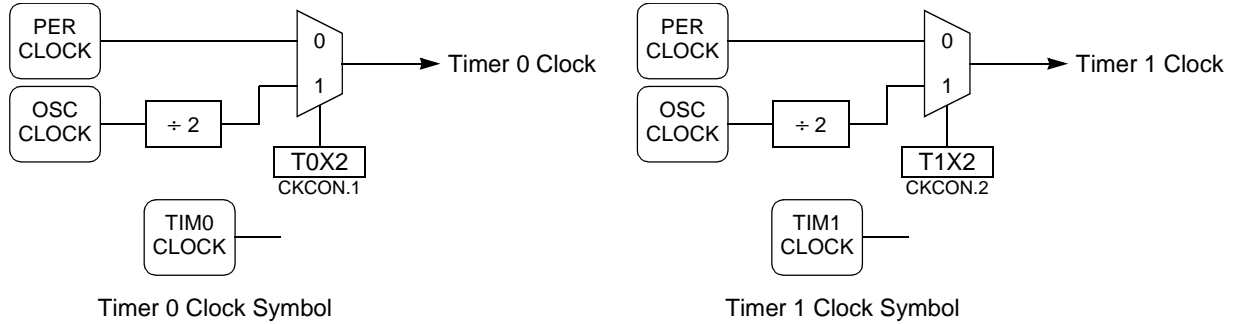 PER
CLOCK
0
Timer 0 Clock
1
OSC
CLOCK
÷ 2
T0X2
CKCON.1
TIM0
CLOCK
Timer 0 Clock Symbol
PER
CLOCK
0
Timer 1 Clock
1
OSC
CLOCK
÷ 2
T1X2
CKCON.2
TIM1
CLOCK
Timer 1 Clock Symbol